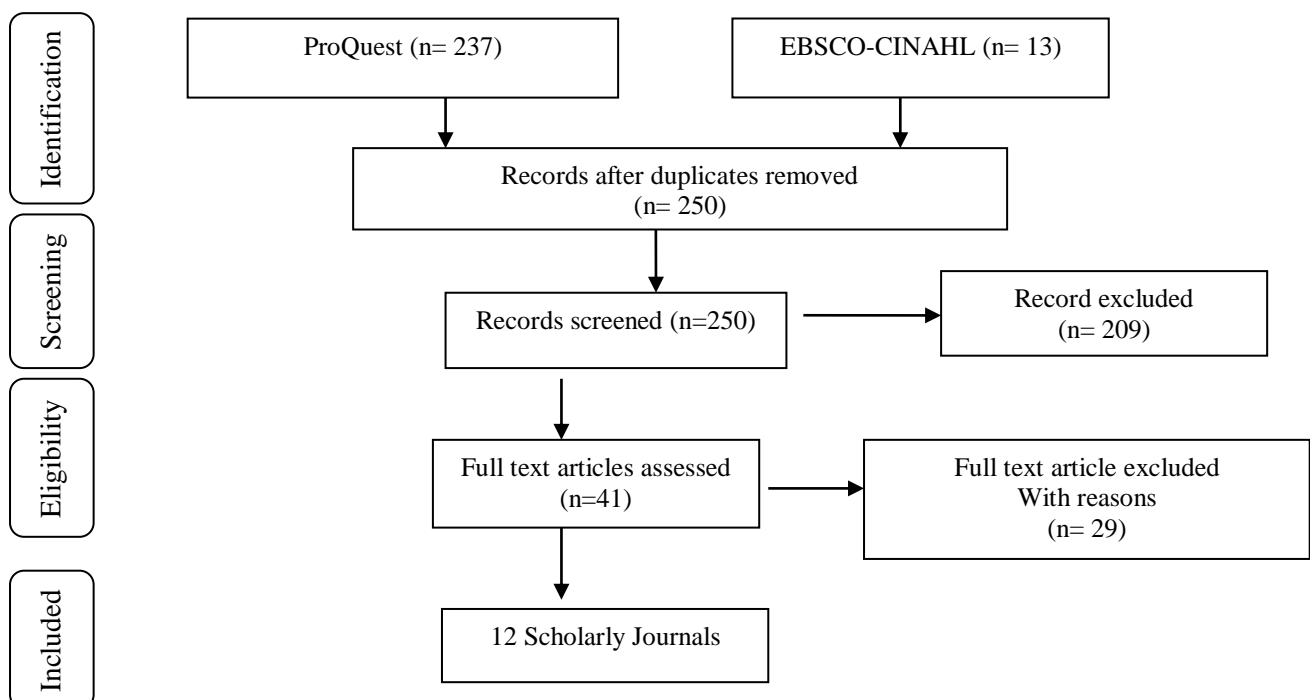 Identification
ProQuest (n= 237)
EBSCO-CINAHL (n= 13)
Records after duplicates removed
(n= 250)
Screening
Records screened (n=250)
Record excluded
(n= 209)
Eligibility
Full text articles assessed
(n=41)
Full text article excluded
With reasons
(n= 29)
Included
12 Scholarly Journals